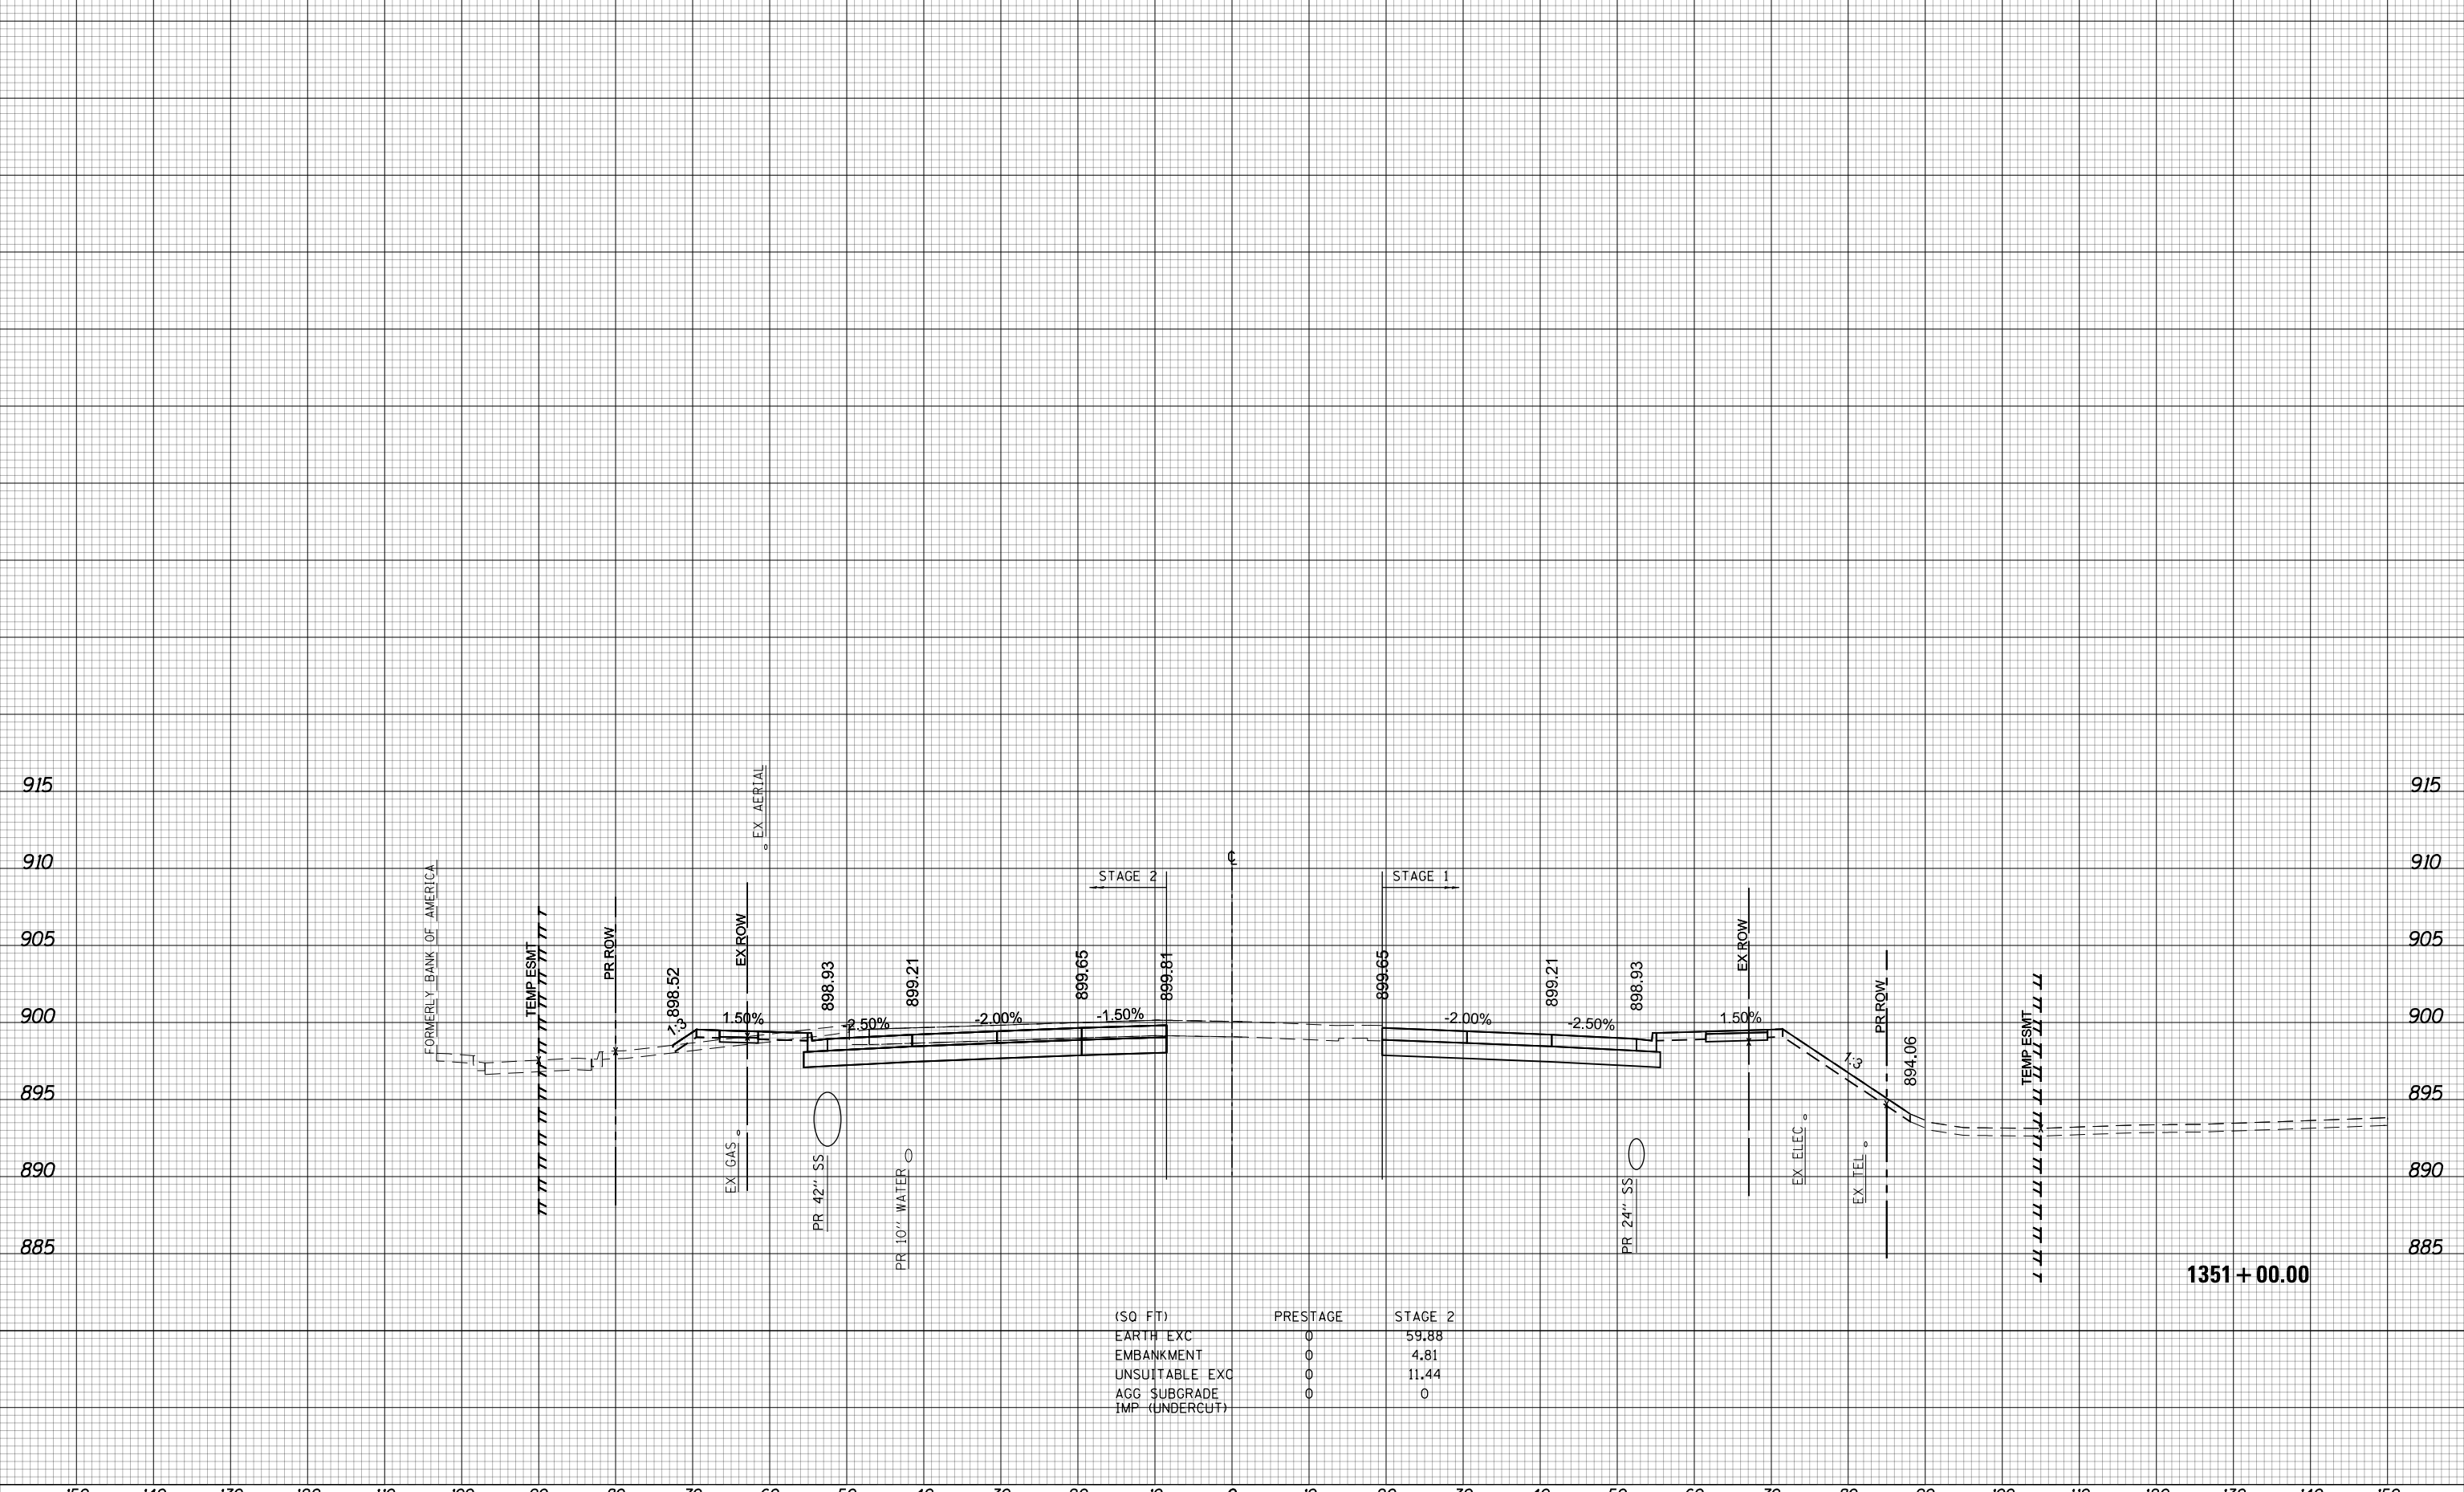 915
915
EX AERIAL
910
910
FORMERLY BANK OF AMERICA
STAGE 2
℄
STAGE 1
905
905
TEMP ESMT
PR ROW
EX ROW
898.52
898.93
899.21
899.65
899.81
899.65
899.21
898.93
EX ROW
PR ROW
TEMP ESMT
894.06
900
900
1:3
1.50%
-2.50%
-2.00%
-1.50%
-2.00%
-2.50%
1.50%
1:3
895
895
890
890
EX GAS
PR 42" SS
PR 10" WATER
PR 24" SS
EX ELEC
EX TEL
885
885
1351+00.00
(SQ FT) PRESTAGE STAGE 2
EARTH EXC 0 59.88
EMBANKMENT 0 4.81
UNSUITABLE EXC 0 11.44
AGG SUBGRADE 0 0
IMP (UNDERCUT)